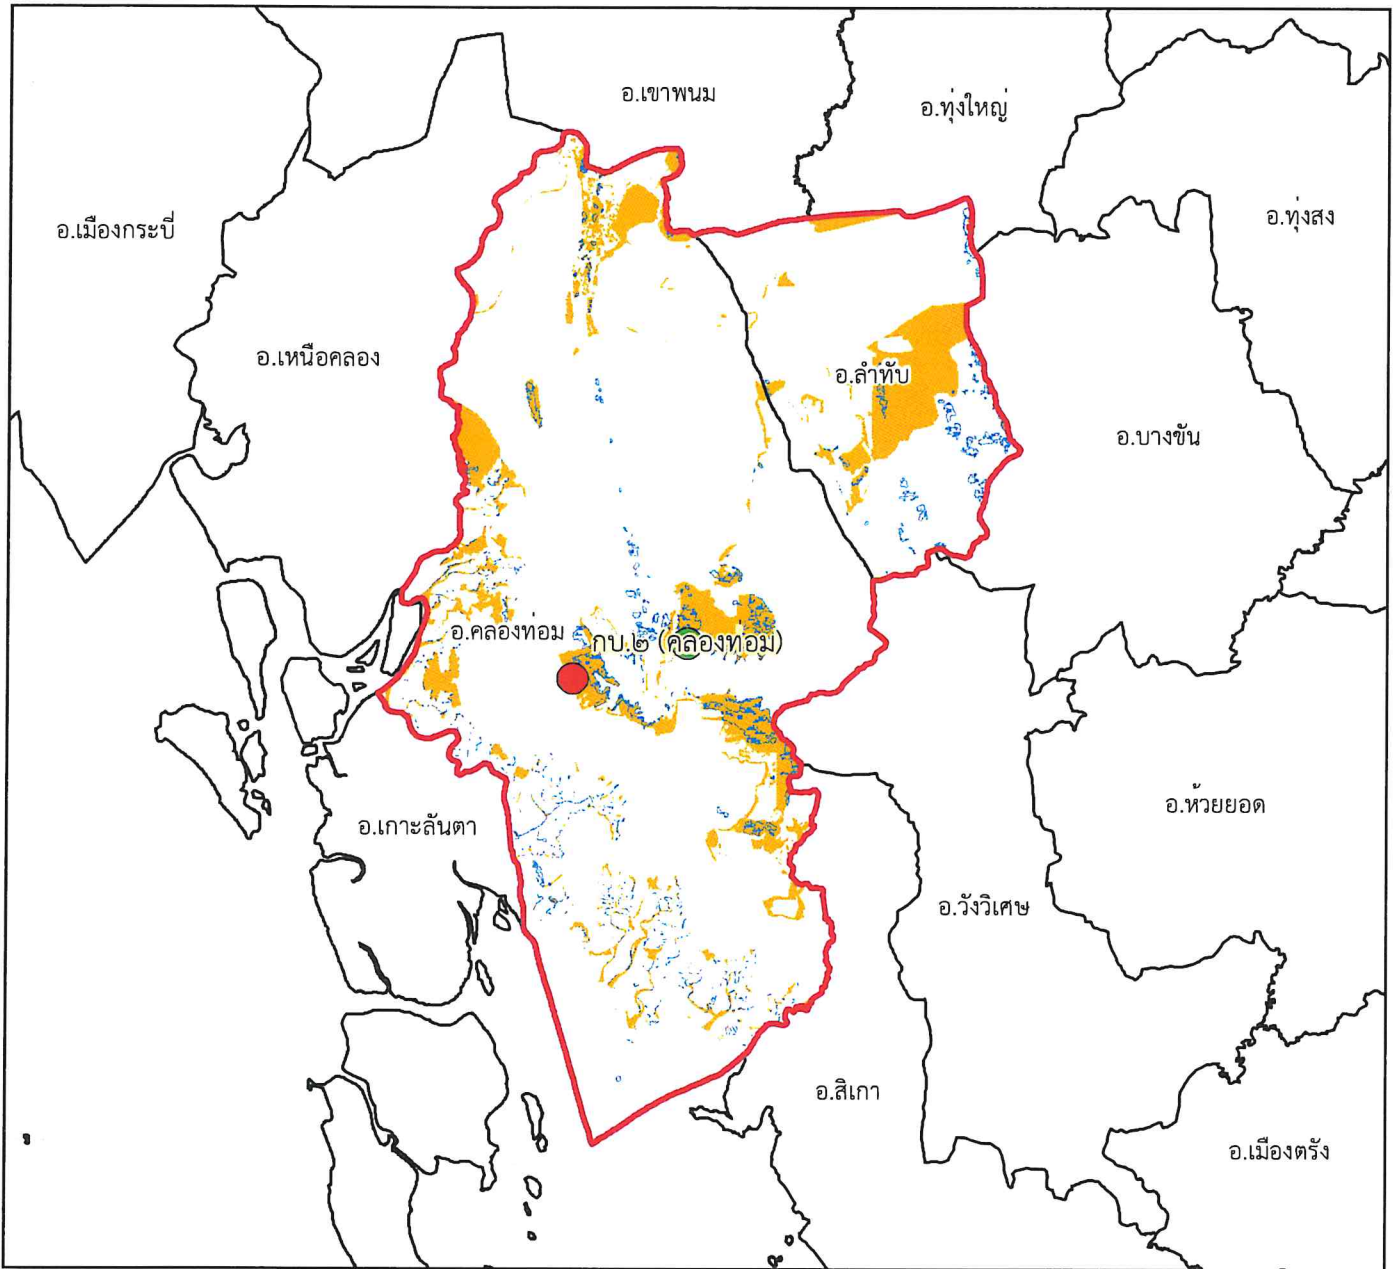 อ.เขาพนม
อ.ทุ่งใหญ่
อ.ทุ่งสง
อ.เมืองกระบี่
อ.เหนือคลอง
อ.ลำทับ
อ.บางขัน
อ.คลองท่อม
กบ.๒ (คลองท่อม)
อ.ห้วยยอด
อ.เกาะลันตา
อ.วังวิเศษ
อ.สิเกา
อ.เมืองตรัง